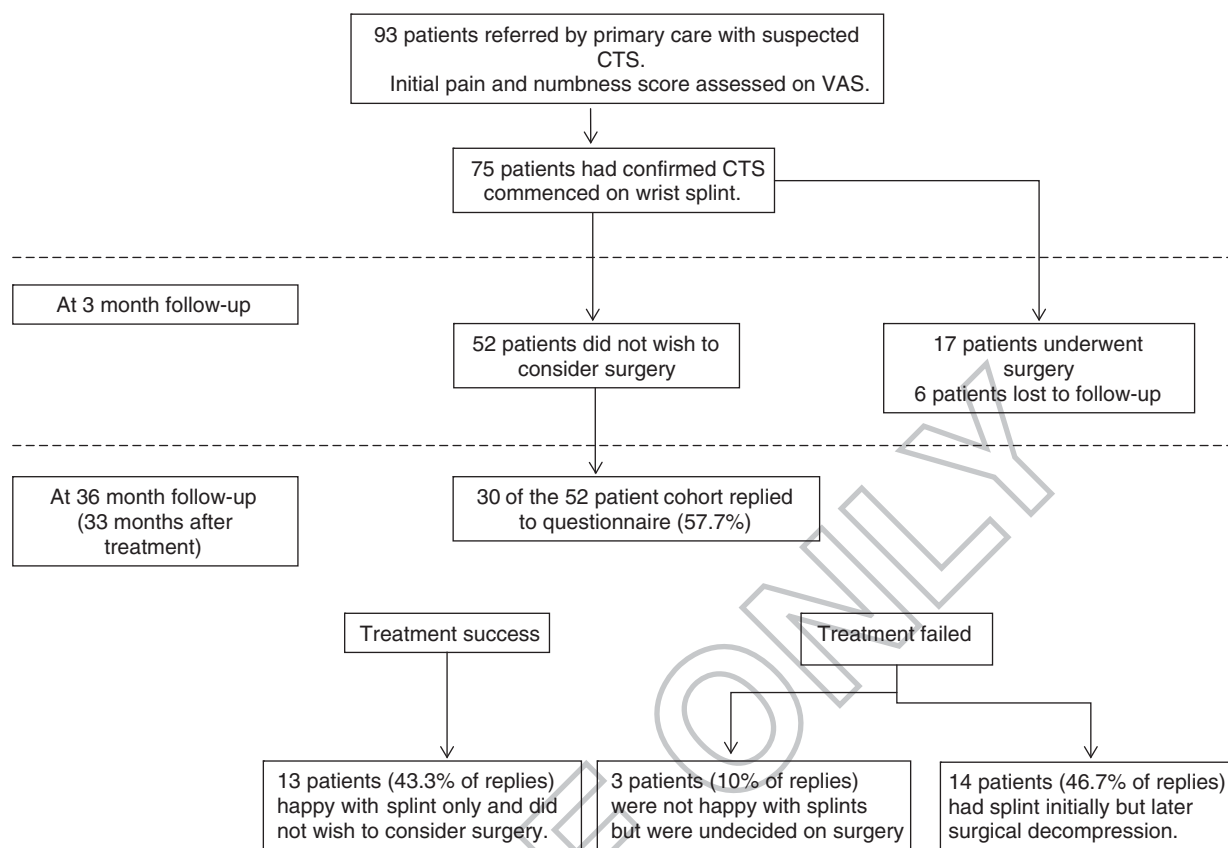 93 patients referred by primary care with suspected
CTS.
Initial pain and numbness score assessed on VAS.
75 patients had confirmed CTS
commenced on wrist splint.
At 3 month follow-up
52 patients did not wish to
consider surgery
17 patients underwent
surgery
6 patients lost to follow-up
At 36 month follow-up
(33 months after
treatment)
30 of the 52 patient cohort replied
to questionnaire (57.7%)
Treatment success
Treatment failed
13 patients (43.3% of replies)
happy with splint only and did
not wish to consider surgery.
3 patients (10% of replies)
were not happy with splints
but were undecided on surgery
14 patients (46.7% of replies)
had splint initially but later
surgical decompression.
ONLY